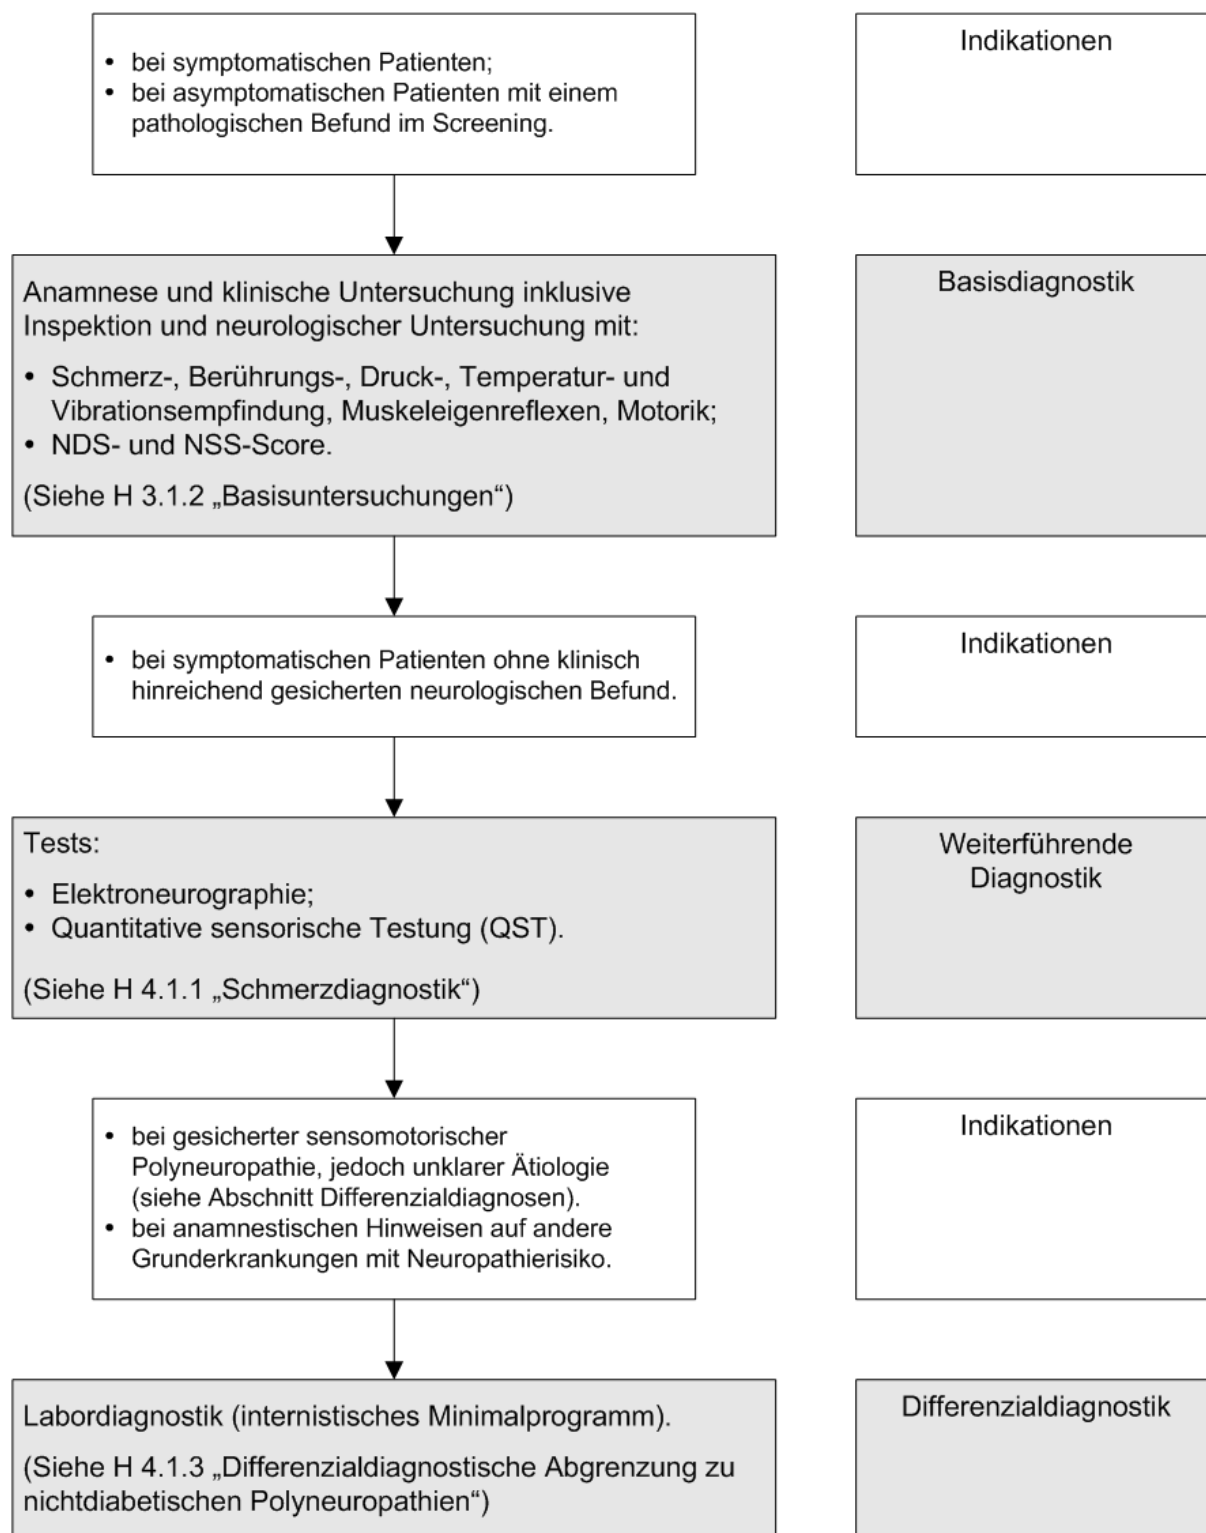 • bei symptomatischen Patienten;
• bei asymptomatischen Patienten mit einem
pathologischen Befund im Screening.
Indikationen
Anamnese und klinische Untersuchung inklusive
Inspektion und neurologischer Untersuchung mit:
• Schmerz-, Berührungs-, Druck-, Temperatur- und
Vibrationsempfindung, Muskeleigenreflexen, Motorik;
• NDS- und NSS-Score.
(Siehe H 3.1.2 „Basisuntersuchungen“)
Basisdiagnostik
• bei symptomatischen Patienten ohne klinisch
hinreichend gesicherten neurologischen Befund.
Indikationen
Tests:
• Elektroneurographie;
• Quantitative sensorische Testung (QST).
(Siehe H 4.1.1 „Schmerzdiagnostik“)
Weiterführende
Diagnostik
• bei gesicherter sensomotorischer
Polyneuropathie, jedoch unklarer Ätiologie
(siehe Abschnitt Differenzialdiagnosen).
• bei anamnestischen Hinweisen auf andere
Grunderkrankungen mit Neuropathierisiko.
Indikationen
Labordiagnostik (internistisches Minimalprogramm).
(Siehe H 4.1.3 „Differenzialdiagnostische Abgrenzung zu
nichtdiabetischen Polyneuropathien“)
Differenzialdiagnostik